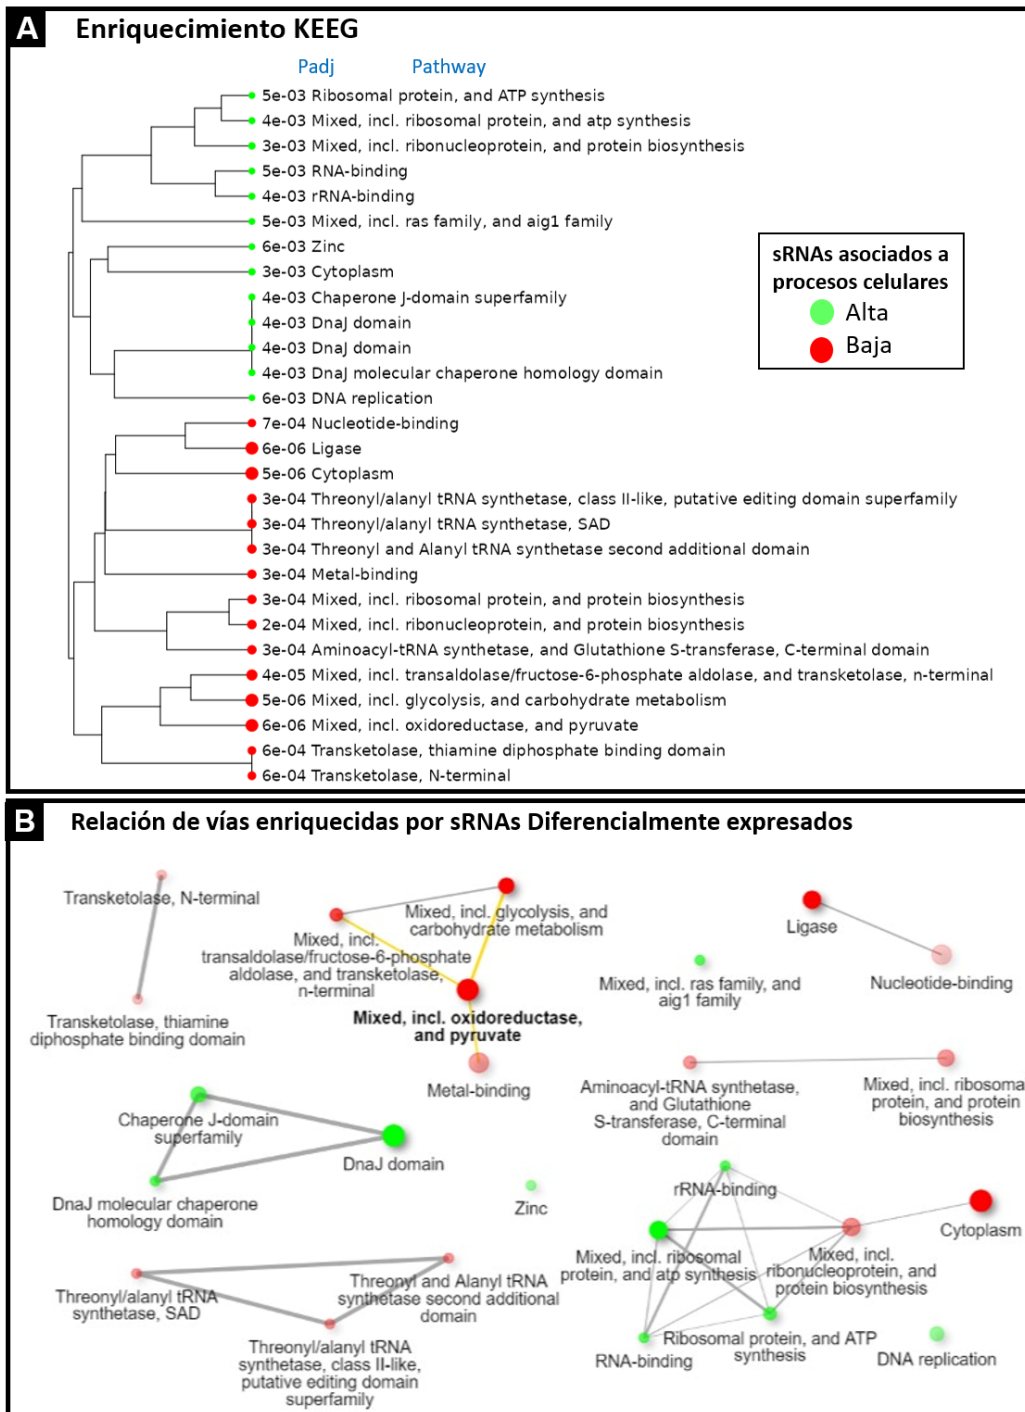 A Enriquecimiento KEEG
Padj Pathway
5e-03 Ribosomal protein, and ATP synthesis
4e-03 Mixed, incl. ribosomal protein, and atp synthesis
3e-03 Mixed, incl. ribonucleoprotein, and protein biosynthesis
5e-03 RNA-binding
4e-03 rRNA-binding
5e-03 Mixed, incl. ras family, and aig1 family
6e-03 Zinc
3e-03 Cytoplasm
4e-03 Chaperone J-domain superfamily
4e-03 DnaJ domain
4e-03 DnaJ domain
4e-03 DnaJ molecular chaperone homology domain
6e-03 DNA replication
7e-04 Nucleotide-binding
6e-06 Ligase
5e-06 Cytoplasm
3e-04 Threonyl/alanyl tRNA synthetase, class II-like, putative editing domain superfamily
3e-04 Threonyl/alanyl tRNA synthetase, SAD
3e-04 Threonyl and Alanyl tRNA synthetase second additional domain
3e-04 Metal-binding
3e-04 Mixed, incl. ribosomal protein, and protein biosynthesis
2e-04 Mixed, incl. ribonucleoprotein, and protein biosynthesis
3e-04 Aminoacyl-tRNA synthetase, and Glutathione S-transferase, C-terminal domain
4e-05 Mixed, incl. transaldolase/fructose-6-phosphate aldolase, and transketolase, n-terminal
5e-06 Mixed, incl. glycolysis, and carbohydrate metabolism
6e-06 Mixed, incl. oxidoreductase, and pyruvate
6e-04 Transketolase, thiamine diphosphate binding domain
6e-04 Transketolase, N-terminal
sRNAs asociados a
procesos celulares
Alta
Baja
B Relación de vías enriquecidas por sRNAs Diferencialmente expresados
Transketolase, N-terminal
Transketolase, thiamine
diphosphate binding domain
Mixed, incl. glycolysis, and
carbohydrate metabolism
Mixed, incl.
transaldolase/fructose-6-phosphate
aldolase, and transketolase,
n-terminal
Mixed, incl. oxidoreductase,
and pyruvate
Metal-binding
Ligase
Nucleotide-binding
Mixed, incl. ras family, and
aig1 family
Aminoacyl-tRNA synthetase,
and Glutathione
S-transferase, C-terminal
domain
Mixed, incl. ribosoma
protein, and protein
biosynthesis
Chaperone J-domain
superfamily
DnaJ domain
DnaJ molecular chaperone
homology domain
Zinc
Threonyl/alanyl tRNA
synthetase, SAD
Threonyl and Alanyl tRNA
synthetase second additional
domain
Threonyl/alanyl tRNA
synthetase, class II-like,
putative editing domain
superfamily
rRNA-binding
Mixed, incl. ribosomal
protein, and atp synthesis
Mixed, incl.
ribonucleoprotein, and
protein biosynthesis
Cytoplasm
RNA-binding
Ribosomal protein, and ATP
synthesis
DNA replication